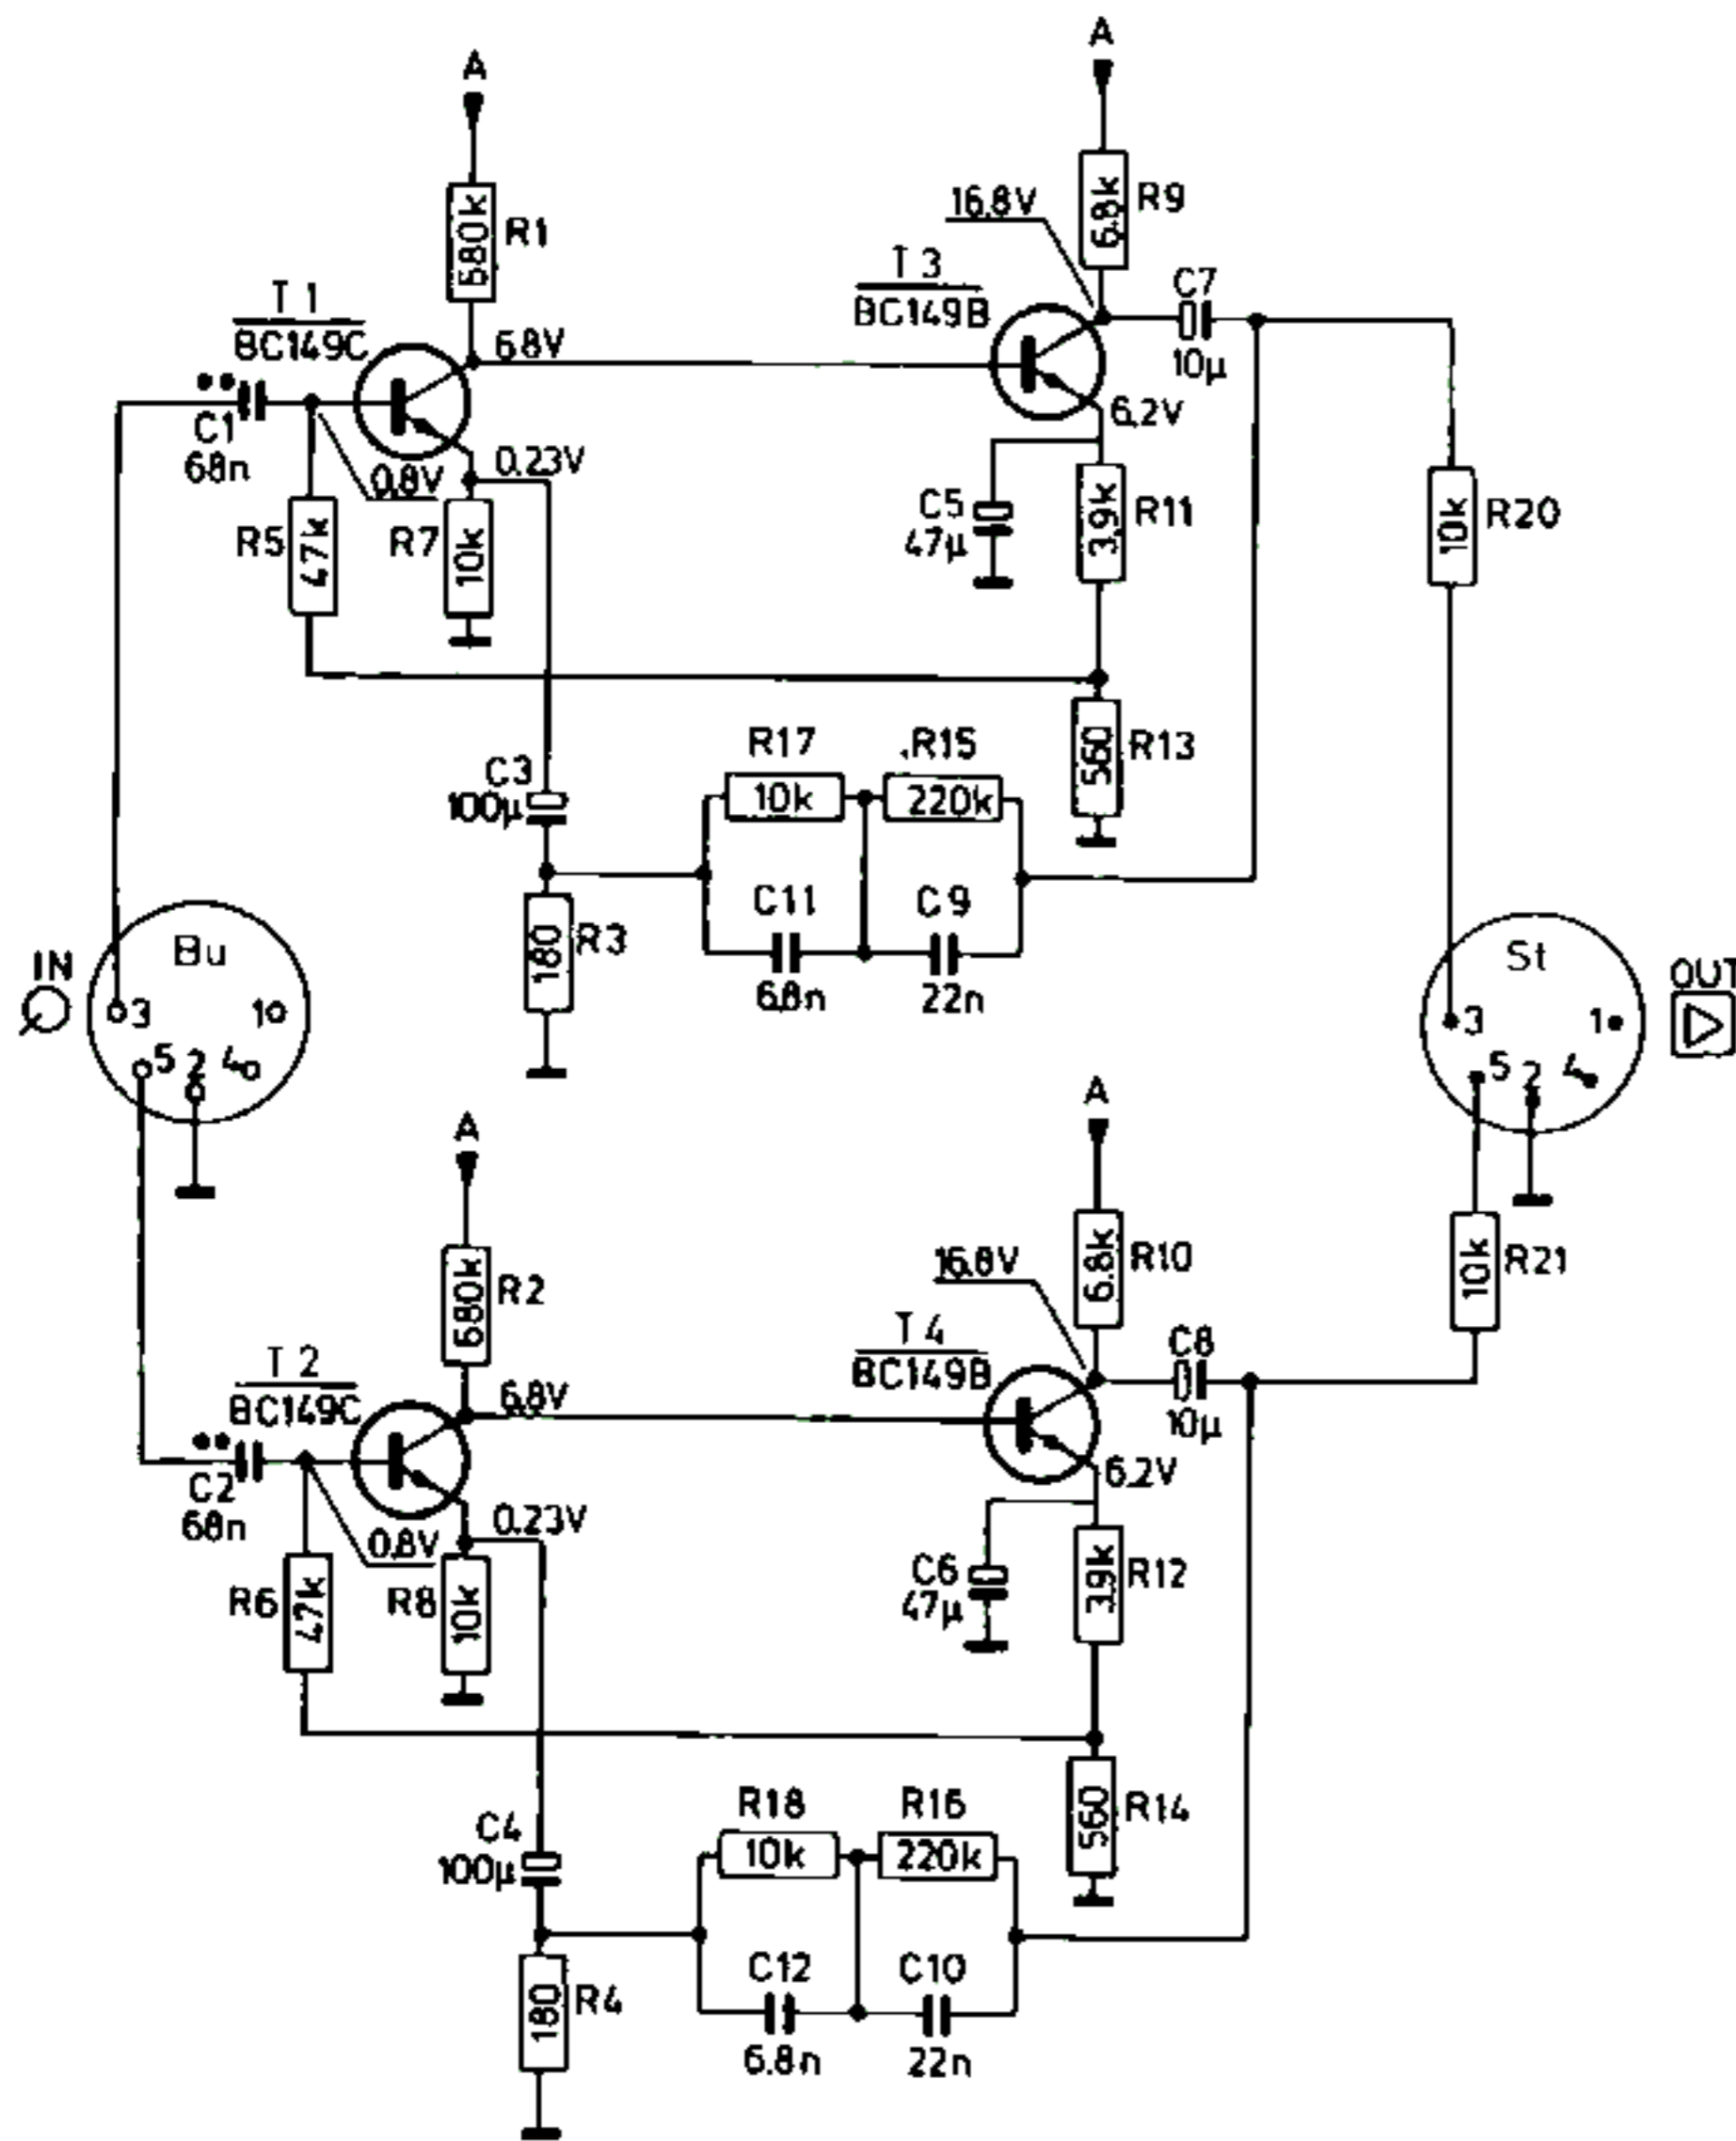 A
A
680k
R1
16.8V
6.8k
R9
T1
BC149C
T3
BC149B
C7
10µ
6.8V
6.2V
C1
68n
0.8V
0.23V
R5
47k
R7
10k
C5
47µ
3.9k
R11
10k
R20
R17
10k
R15
220k
560
R13
C3
100µ
C11
6.8n
C9
22n
180
R3
IN
Bu
3
1
5
2
4
St
OUT
3
1
5
2
4
A
A
680k
R2
16.8V
6.8k
R10
10k
R21
T2
BC149C
T4
BC149B
C8
10µ
6.8V
6.2V
C2
68n
0.8V
0.23V
R6
47k
R8
10k
C6
47µ
3.9k
R12
R18
10k
R16
220k
560
R14
C4
100µ
C12
6.8n
C10
22n
180
R4